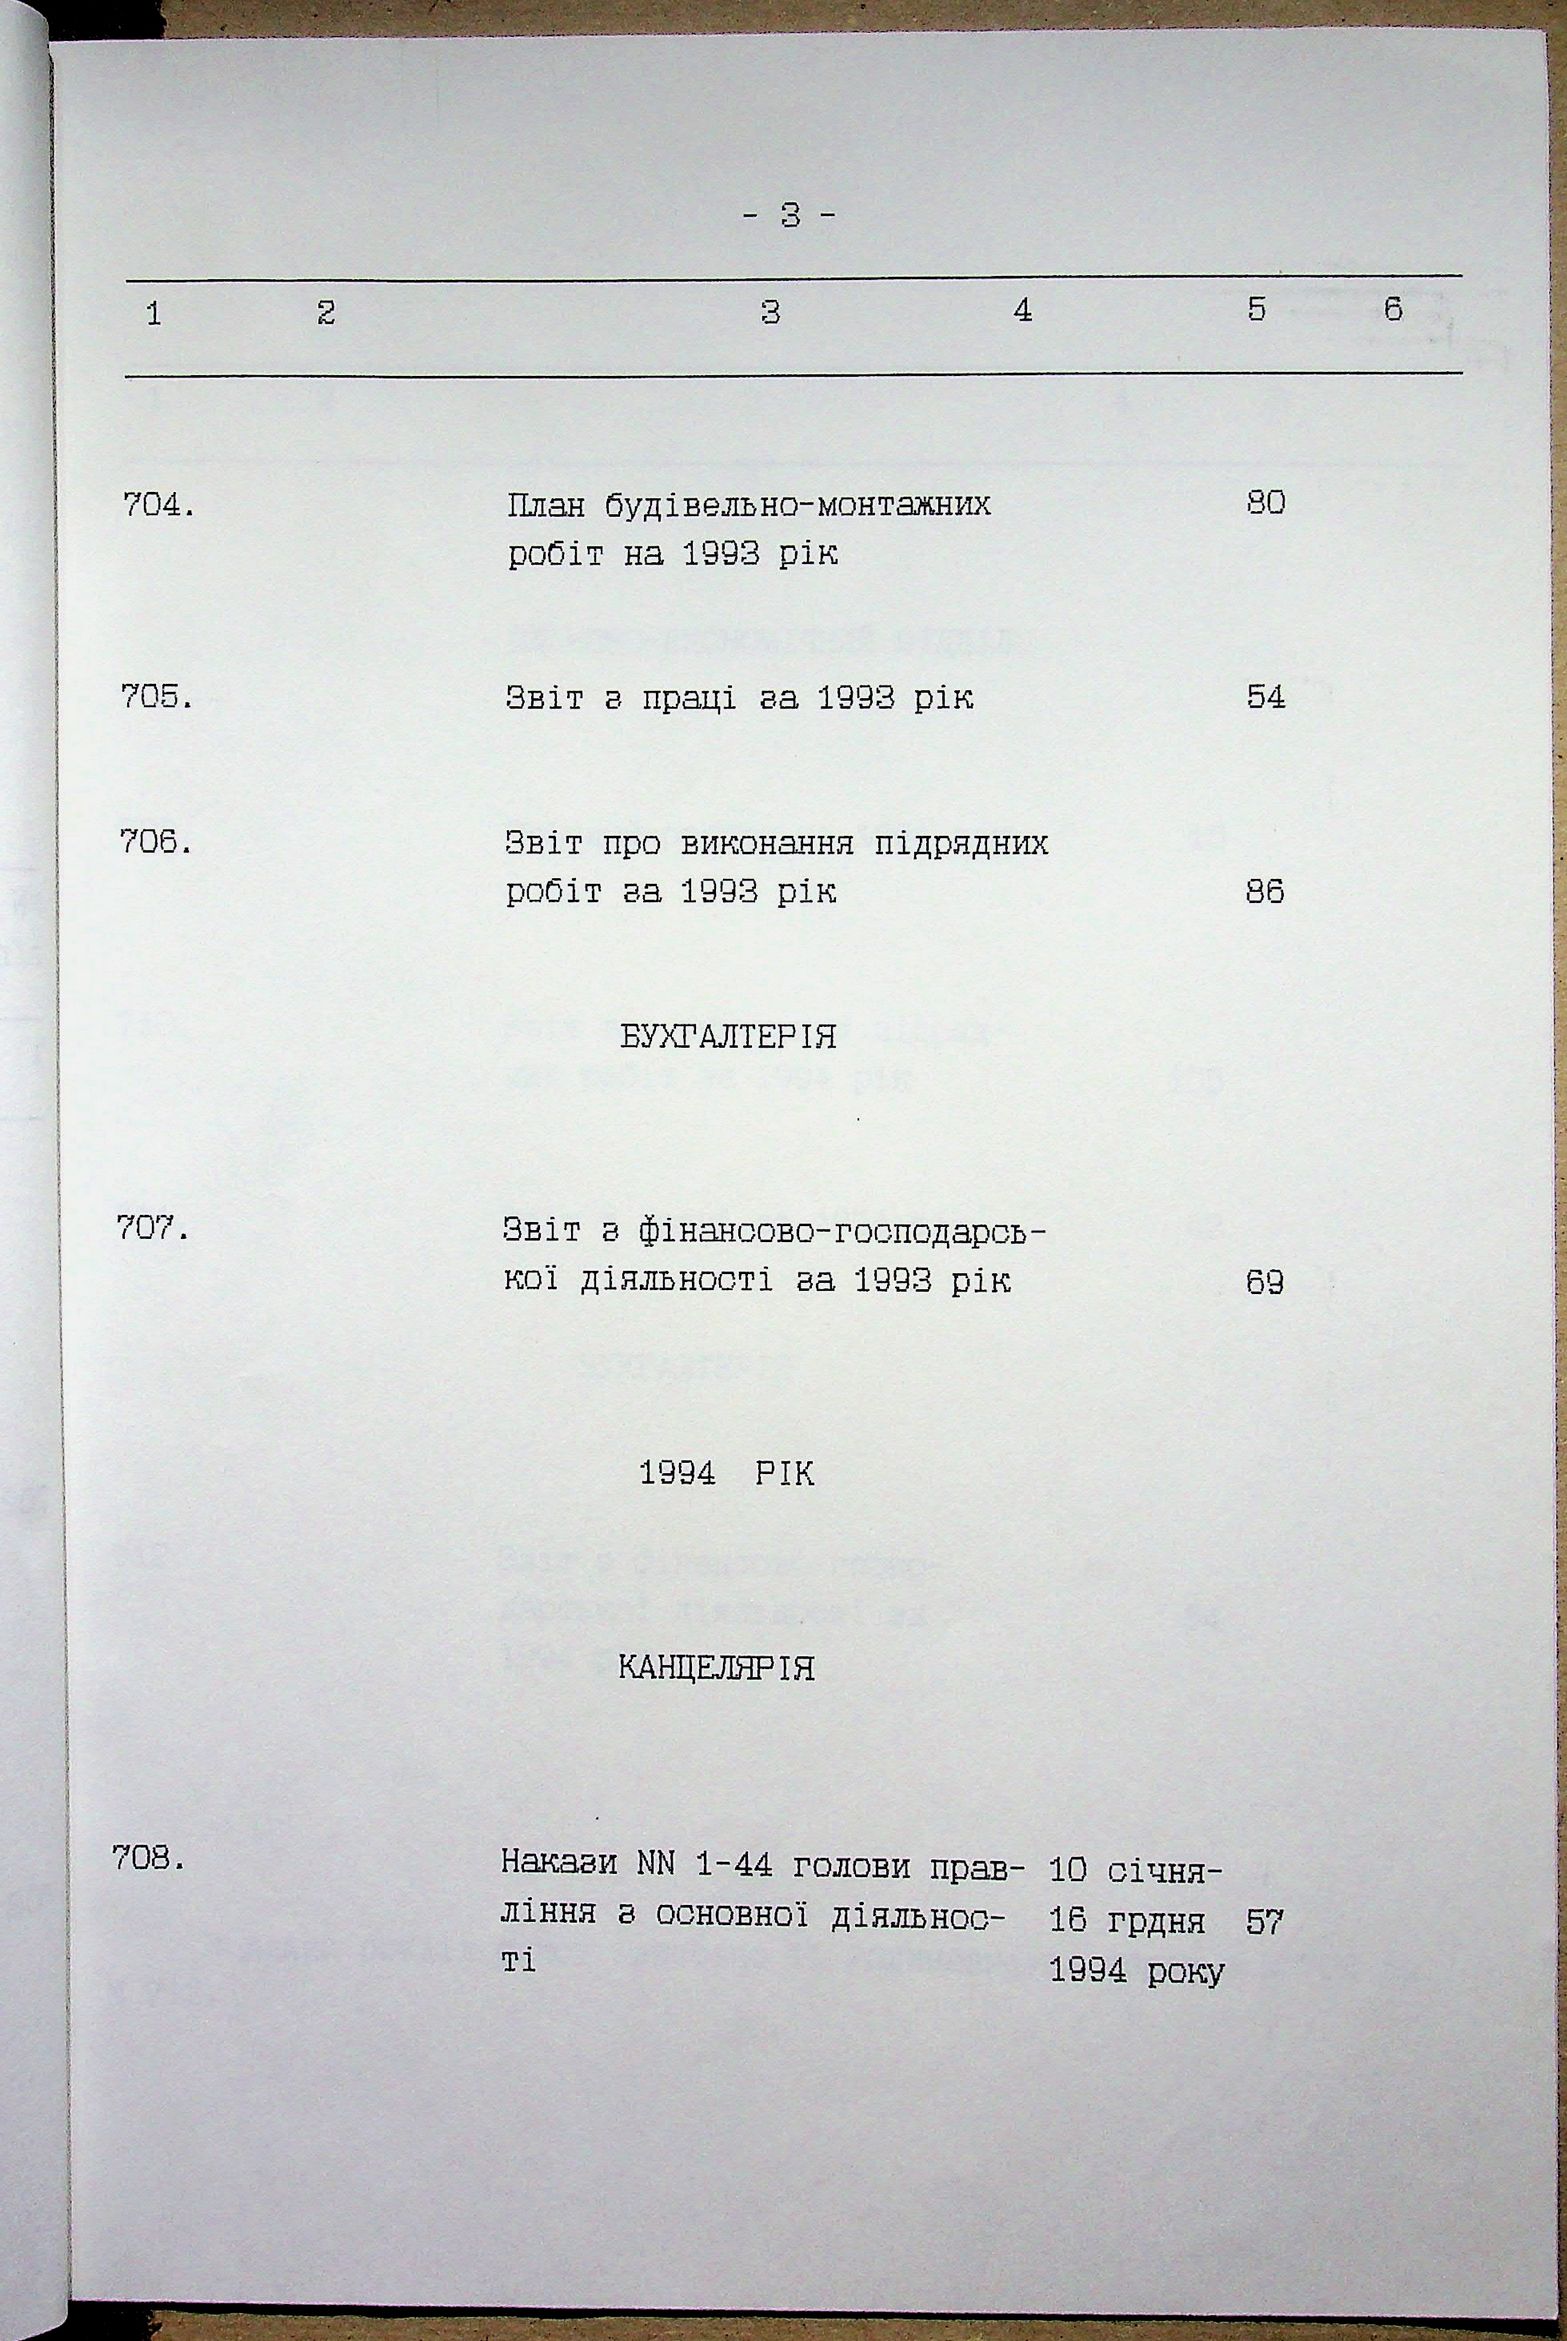 - 3 -
1 2 3 4 5 6
704. План будівельно-монтажних 80
робіт на 1993 рік
705. Звіт з праці за 1993 рік 54
706. Звіт про виконання підрядних
робіт за 1993 рік 86
БУХГАЛТЕРІЯ
707. Звіт з фінансово-господарсь-
кої діяльності за 1993 рік 69
1994 РІК
КАНЦЕЛЯРІЯ
708. Накази NN 1-44 голови прав- 10 січня-
ління з основної діяльнос- 16 грдня 57
ті 1994 року